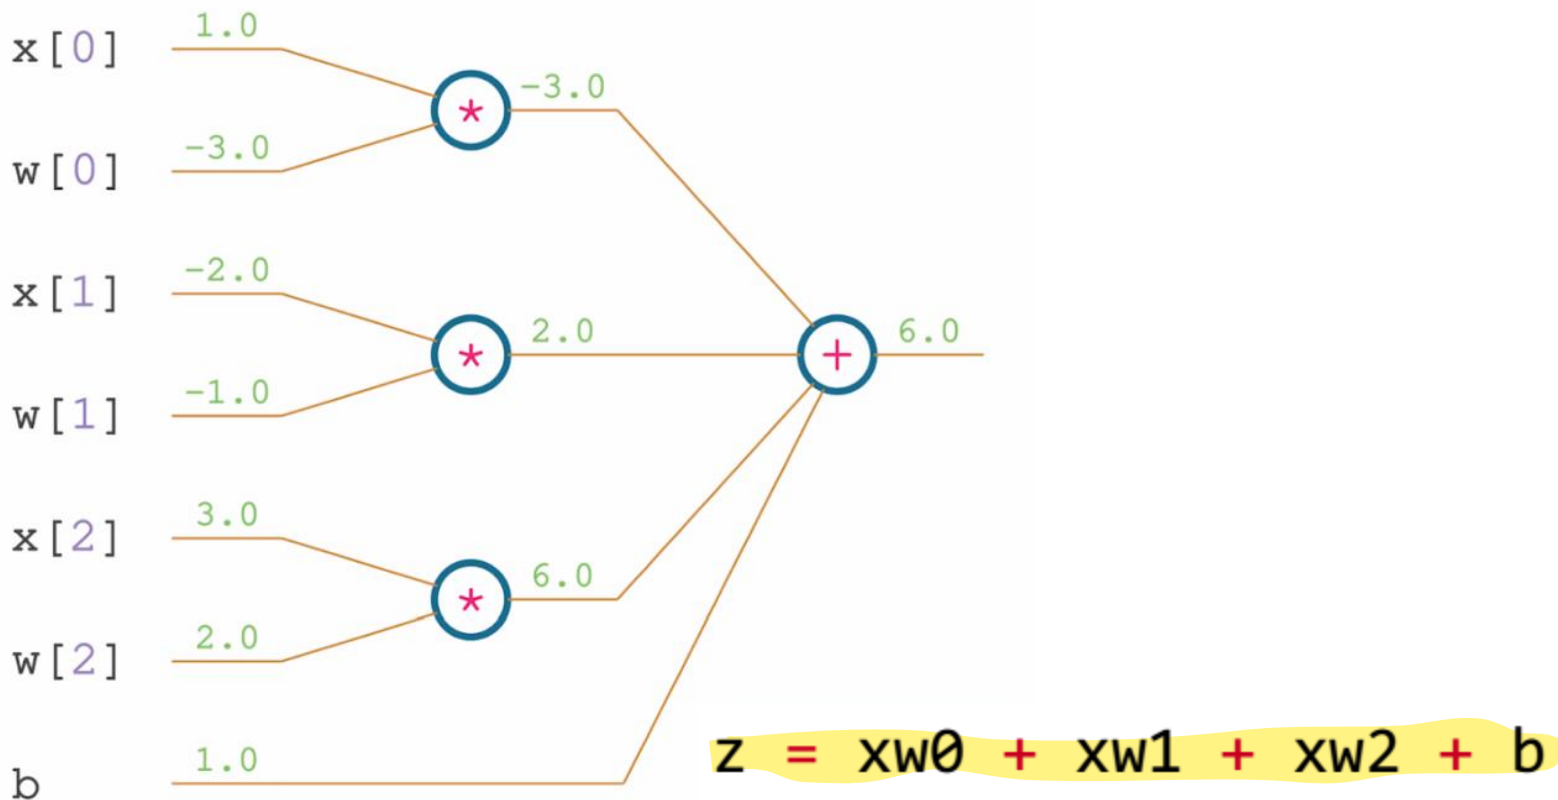 x[0] 1.0
* -3.0
w[0] -3.0
x[1] -2.0
* 2.0
+ 6.0
w[1] -1.0
x[2] 3.0
* 6.0
w[2] 2.0
b 1.0
z = xw0 + xw1 + xw2 + b